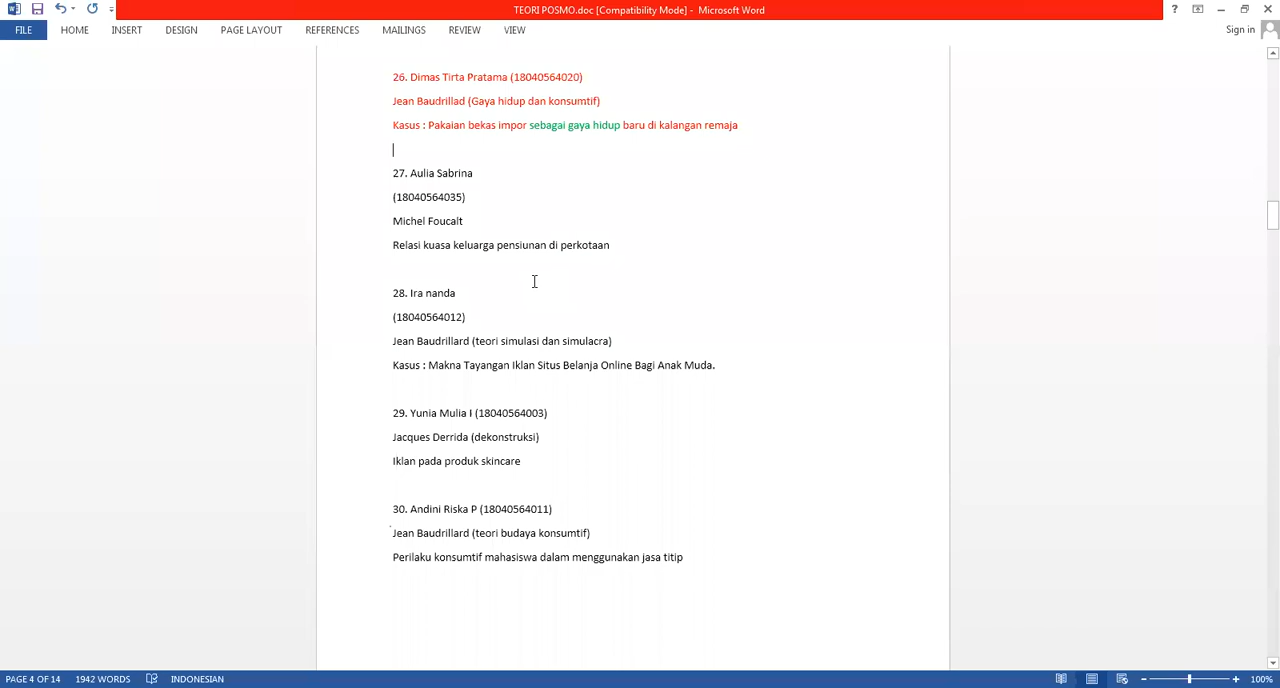 TEORI POSMO.doc [Compatibility Mode] - Microsoft Word
?
FILE HOME INSERT DESIGN PAGE LAYOUT REFERENCES MAILINGS REVIEW VIEW Sign in
26. Dimas Tirta Pratama (18040564020)
Jean Baudrillad (Gaya hidup dan konsumtif)
Kasus : Pakaian bekas impor sebagai gaya hidup baru di kalangan remaja
27. Aulia Sabrina
(18040564035)
Michel Foucalt
Relasi kuasa keluarga pensiunan di perkotaan
28. Ira nanda
(18040564012)
Jean Baudrillard (teori simulasi dan simulacra)
Kasus : Makna Tayangan Iklan Situs Belanja Online Bagi Anak Muda.
29. Yunia Mulia I (18040564003)
Jacques Derrida (dekonstruksi)
Iklan pada produk skincare
30. Andini Riska P (18040564011)
Jean Baudrillard (teori budaya konsumtif)
Perilaku konsumtif mahasiswa dalam menggunakan jasa titip
PAGE 4 OF 14 1942 WORDS INDONESIAN 100%